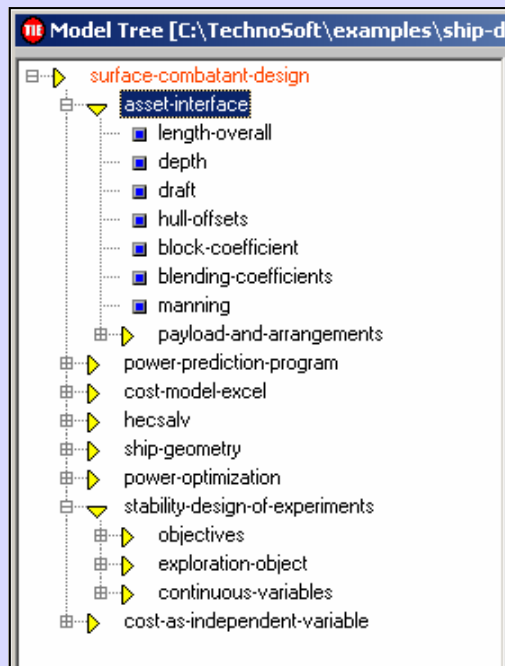 TIE Model Tree [C:\TechnoSoft\examples\ship-d
surface-combatant-design
asset-interface
length-overall
depth
draft
hull-offsets
block-coefficient
blending-coefficients
manning
payload-and-arrangements
power-prediction-program
cost-model-excel
hecsalv
ship-geometry
power-optimization
stability-design-of-experiments
objectives
exploration-object
continuous-variables
cost-as-independent-variable